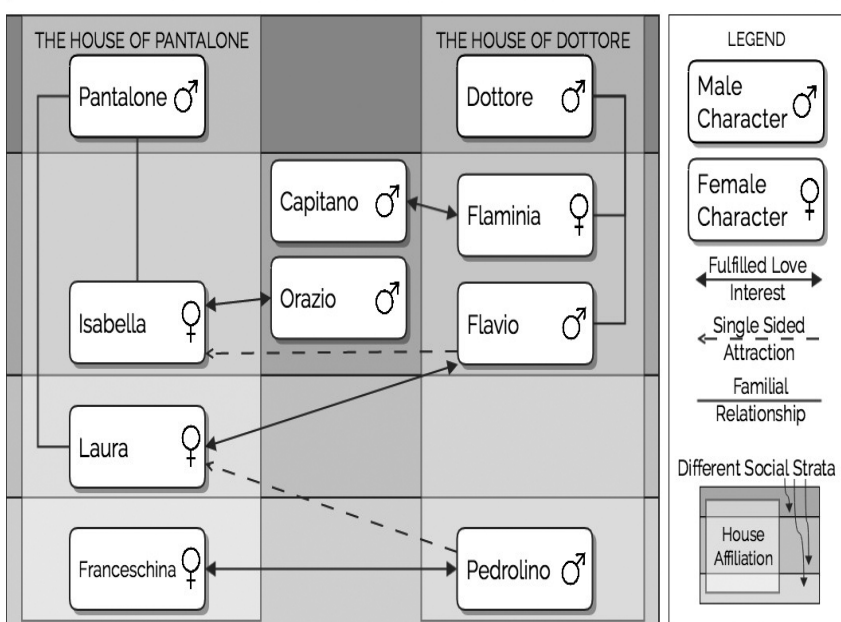 THE HOUSE OF PANTALONE
THE HOUSE OF DOTTORE
Pantalone
Dottore
Capitano
Flaminia
Isabella
Orazio
Flavio
Laura
Franceschina
Pedrolino
LEGEND
Male
Character
Female
Character
Fulfilled Love
Interest
Single Sided
Attraction
Familial
Relationship
Different Social Strata
House
Affiliation